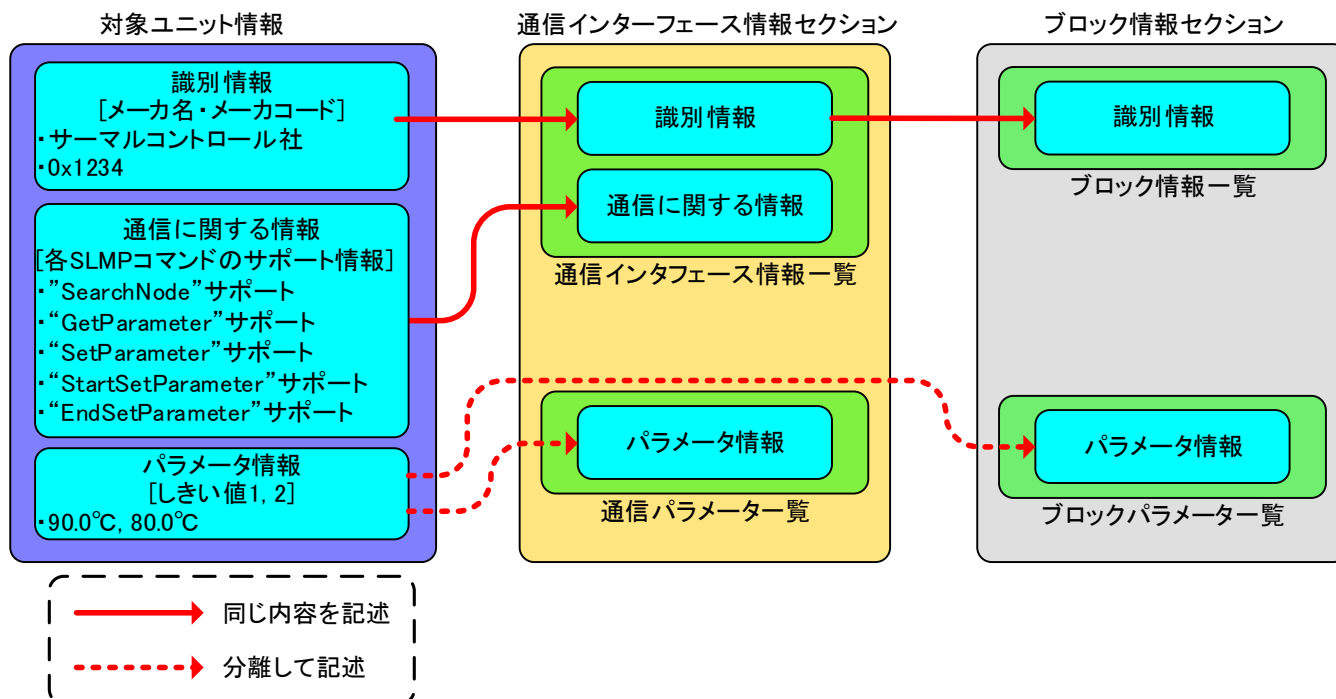 対象ユニット情報
識別情報
[メーカ名・メーカコード]
・サーマルコントロール社
・0x1234
通信に関する情報
[各SLMPコマンドのサポート情報]
・”SearchNode”サポート
・“GetParameter”サポート
・“SetParameter”サポート
・“StartSetParameter”サポート
・“EndSetParameter”サポート
パラメータ情報
[しきい値1, 2]
・90.0℃, 80.0℃
通信インターフェース情報セクション
識別情報
通信に関する情報
通信インタフェース情報一覧
パラメータ情報
通信パラメーター覧
ブロック情報セクション
識別情報
ブロック情報一覧
パラメータ情報
ブロックパラメーター覧
同じ内容を記述
分離して記述